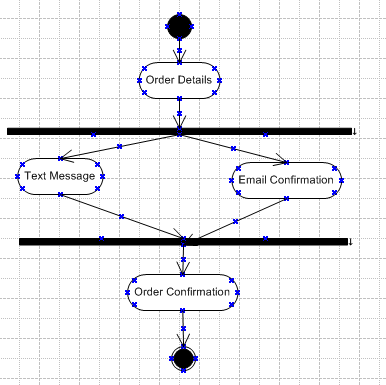 Order Details
Text Message
Email Confirmation
Order Confirmation